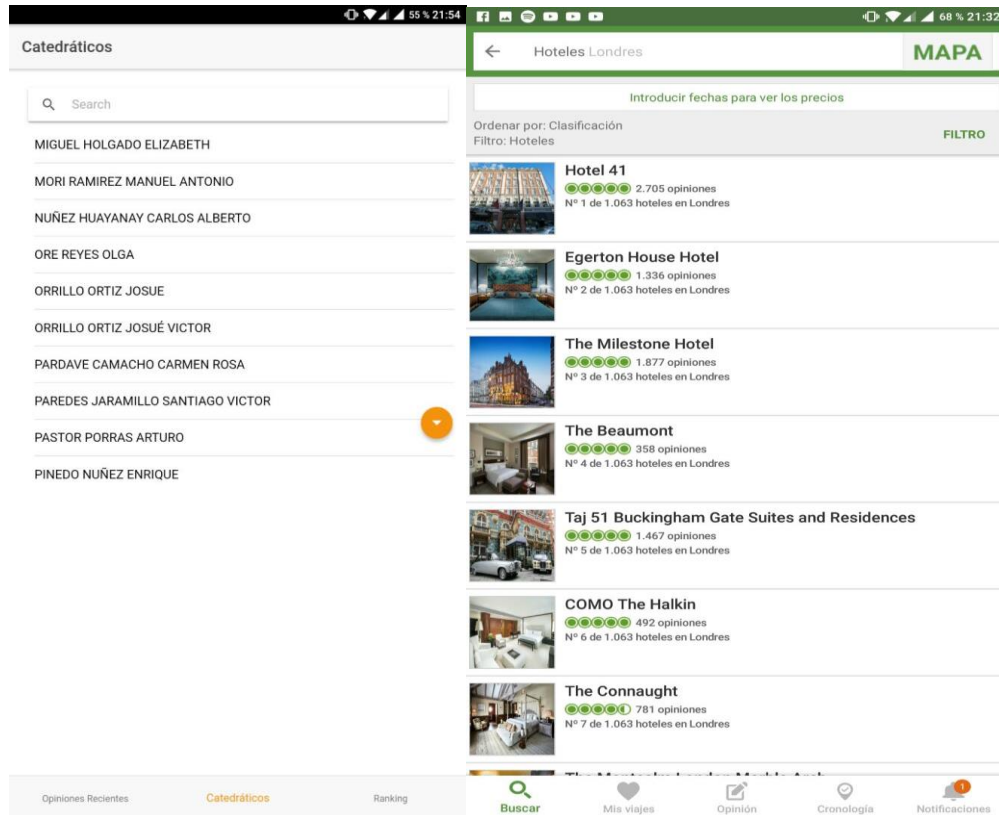 55 % 21:54
Catedráticos
Search
MIGUEL HOLGADO ELIZABETH
MORI RAMIREZ MANUEL ANTONIO
NUÑEZ HUAYANAY CARLOS ALBERTO
ORE REYES OLGA
ORRILLO ORTIZ JOSUE
ORRILLO ORTIZ JOSUÉ VICTOR
PARDAVE CAMACHO CARMEN ROSA
PAREDES JARAMILLO SANTIAGO VICTOR
PASTOR PORRAS ARTURO
PINEDO NUÑEZ ENRIQUE
Opiniones Recientes Catedráticos Ranking
68 % 21:32
Hoteles Londres MAPA
Introducir fechas para ver los precios
Ordenar por: Clasificación
Filtro: Hoteles
FILTRO
Hotel 41
2.705 opiniones
Nº 1 de 1.063 hoteles en Londres
Egerton House Hotel
1.336 opiniones
Nº 2 de 1.063 hoteles en Londres
The Milestone Hotel
1.877 opiniones
Nº 3 de 1.063 hoteles en Londres
The Beaumont
358 opiniones
Nº 4 de 1.063 hoteles en Londres
Taj 51 Buckingham Gate Suites and Residences
1.467 opiniones
Nº 5 de 1.063 hoteles en Londres
COMO The Halkin
492 opiniones
Nº 6 de 1.063 hoteles en Londres
The Connaught
781 opiniones
Nº 7 de 1.063 hoteles en Londres
Buscar Mis viajes Opinión Cronología 1 Notificaciones